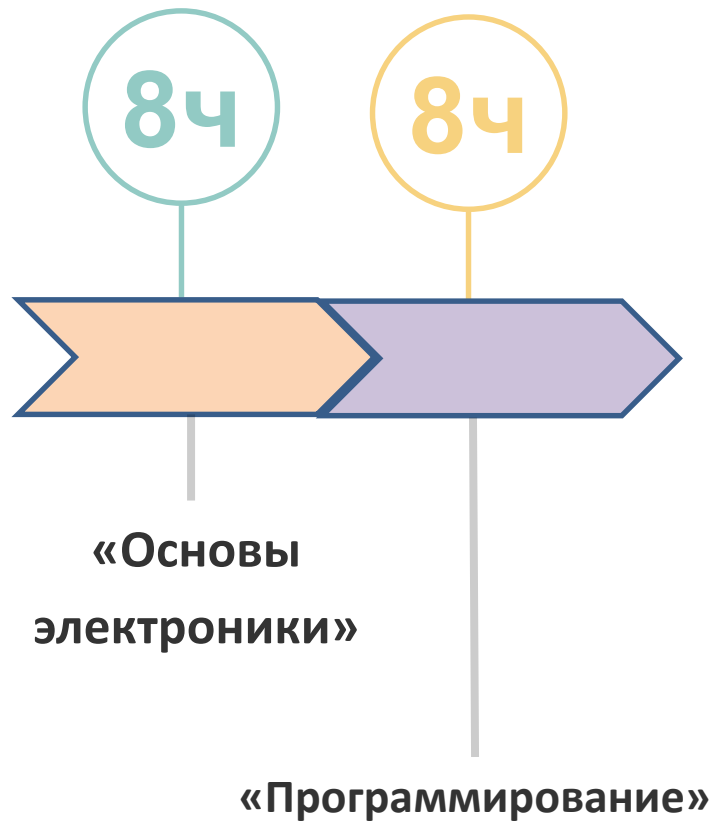 8ч
8ч
«Основы
электроники»
«Программирование»